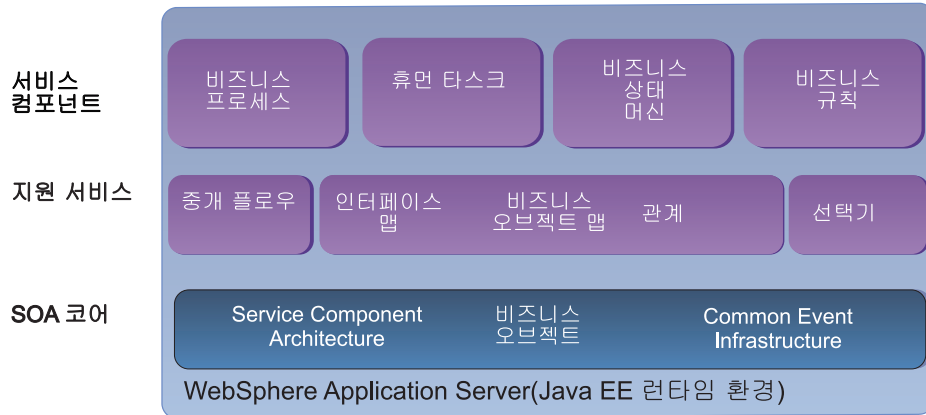 서비스
컴포넌트
비즈니스
프로세스
휴먼 타스크
비즈니스
상태
머신
비즈니스
규칙
지원 서비스
중개 플로우
인터페이스
맵
비즈니스
오브젝트 맵
관계
선택기
SOA 코어
Service Component
Architecture
비즈니스
오브젝트
Common Event
Infrastructure
WebSphere Application Server(Java EE 런타임 환경)